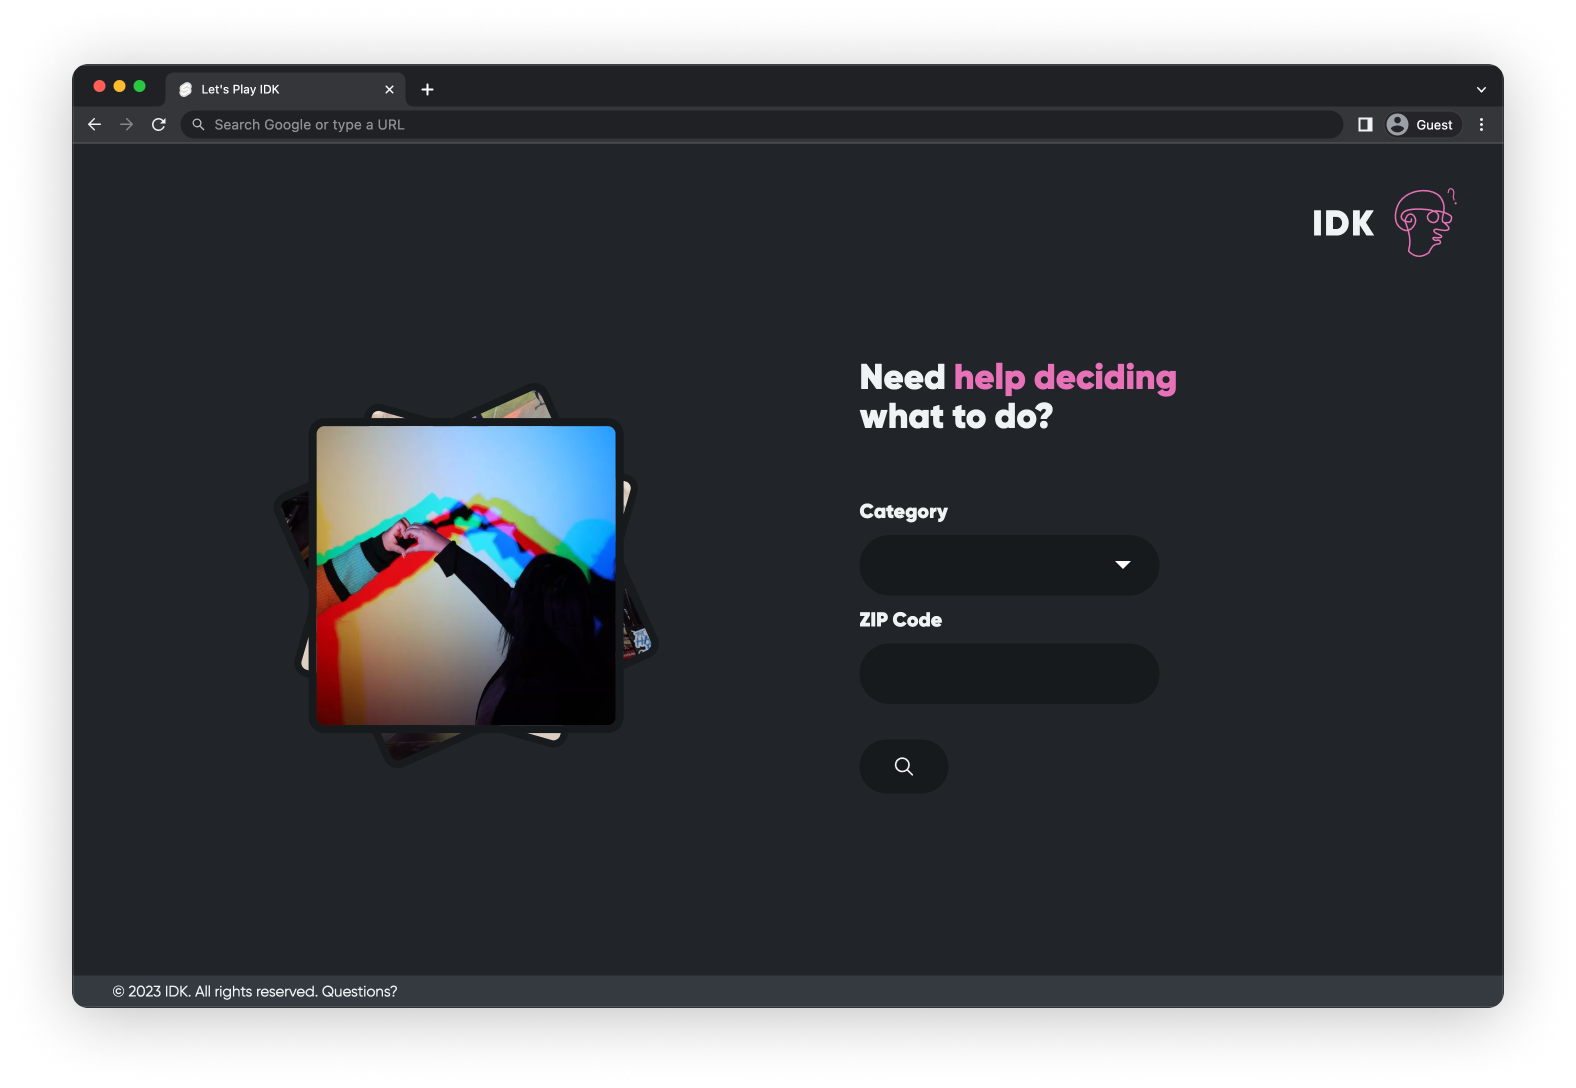 Let's Play IDK
Search Google or type a URL
Guest
IDK
Need help deciding
what to do?
Category
ZIP Code
© 2023 IDK. All rights reserved. Questions?